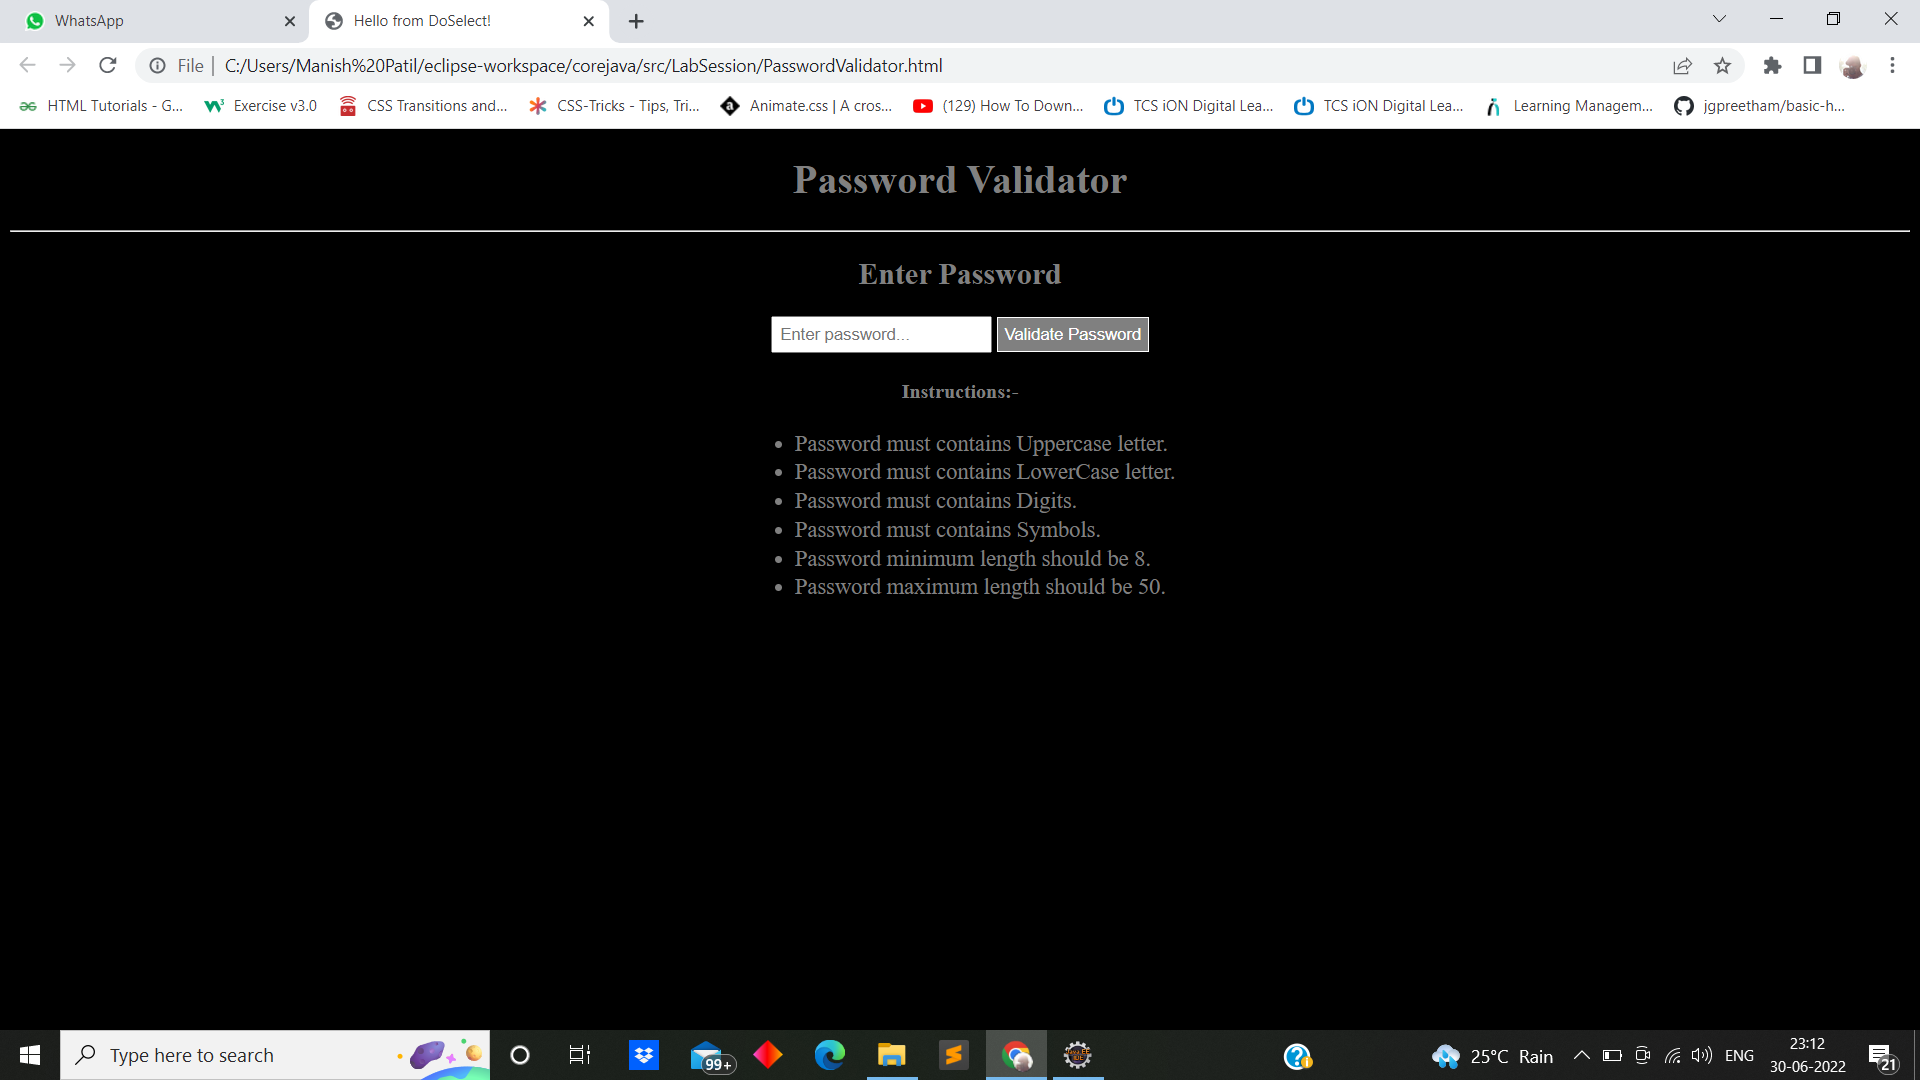 WhatsApp
Hello from DoSelect!
File | C:/Users/Manish%20Patil/eclipse-workspace/corejava/src/LabSession/PasswordValidator.html
HTML Tutorials - G...
Exercise v3.0
CSS Transitions and...
CSS-Tricks - Tips, Tri...
Animate.css | A cros...
(129) How To Down...
TCS iON Digital Lea...
TCS iON Digital Lea...
Learning Managem...
jgpreetham/basic-h...
Password Validator
Enter Password
Enter password...
Validate Password
Instructions:-
Password must contains Uppercase letter.
Password must contains LowerCase letter.
Password must contains Digits.
Password must contains Symbols.
Password minimum length should be 8.
Password maximum length should be 50.
Type here to search
99+
25°C Rain
ENG
23:12
30-06-2022
21